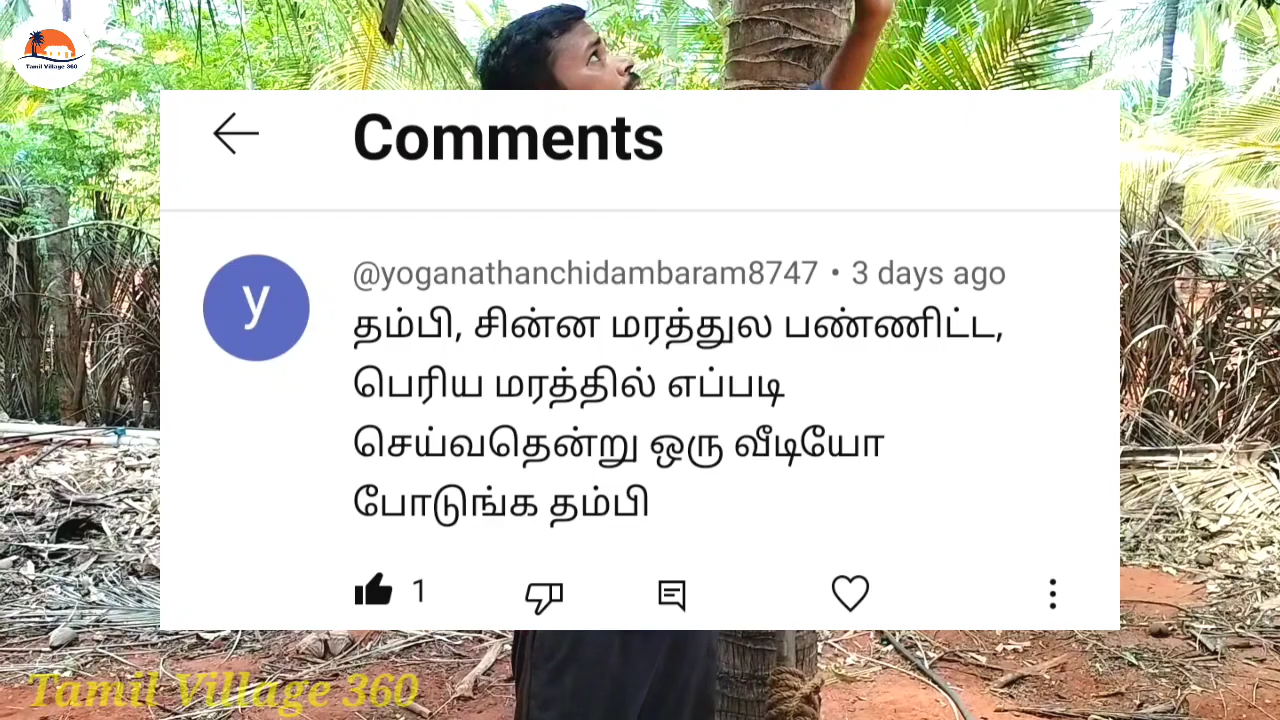 Tamil Village 360
Comments
y
@yoganathanchidambaram8747 • 3 days ago
தம்பி, சின்ன மரத்துல பண்ணிட்ட,
பெரிய மரத்தில் எப்படி
செய்வதென்று ஒரு வீடியோ
போடுங்க தம்பி
1
Tamil Village 360